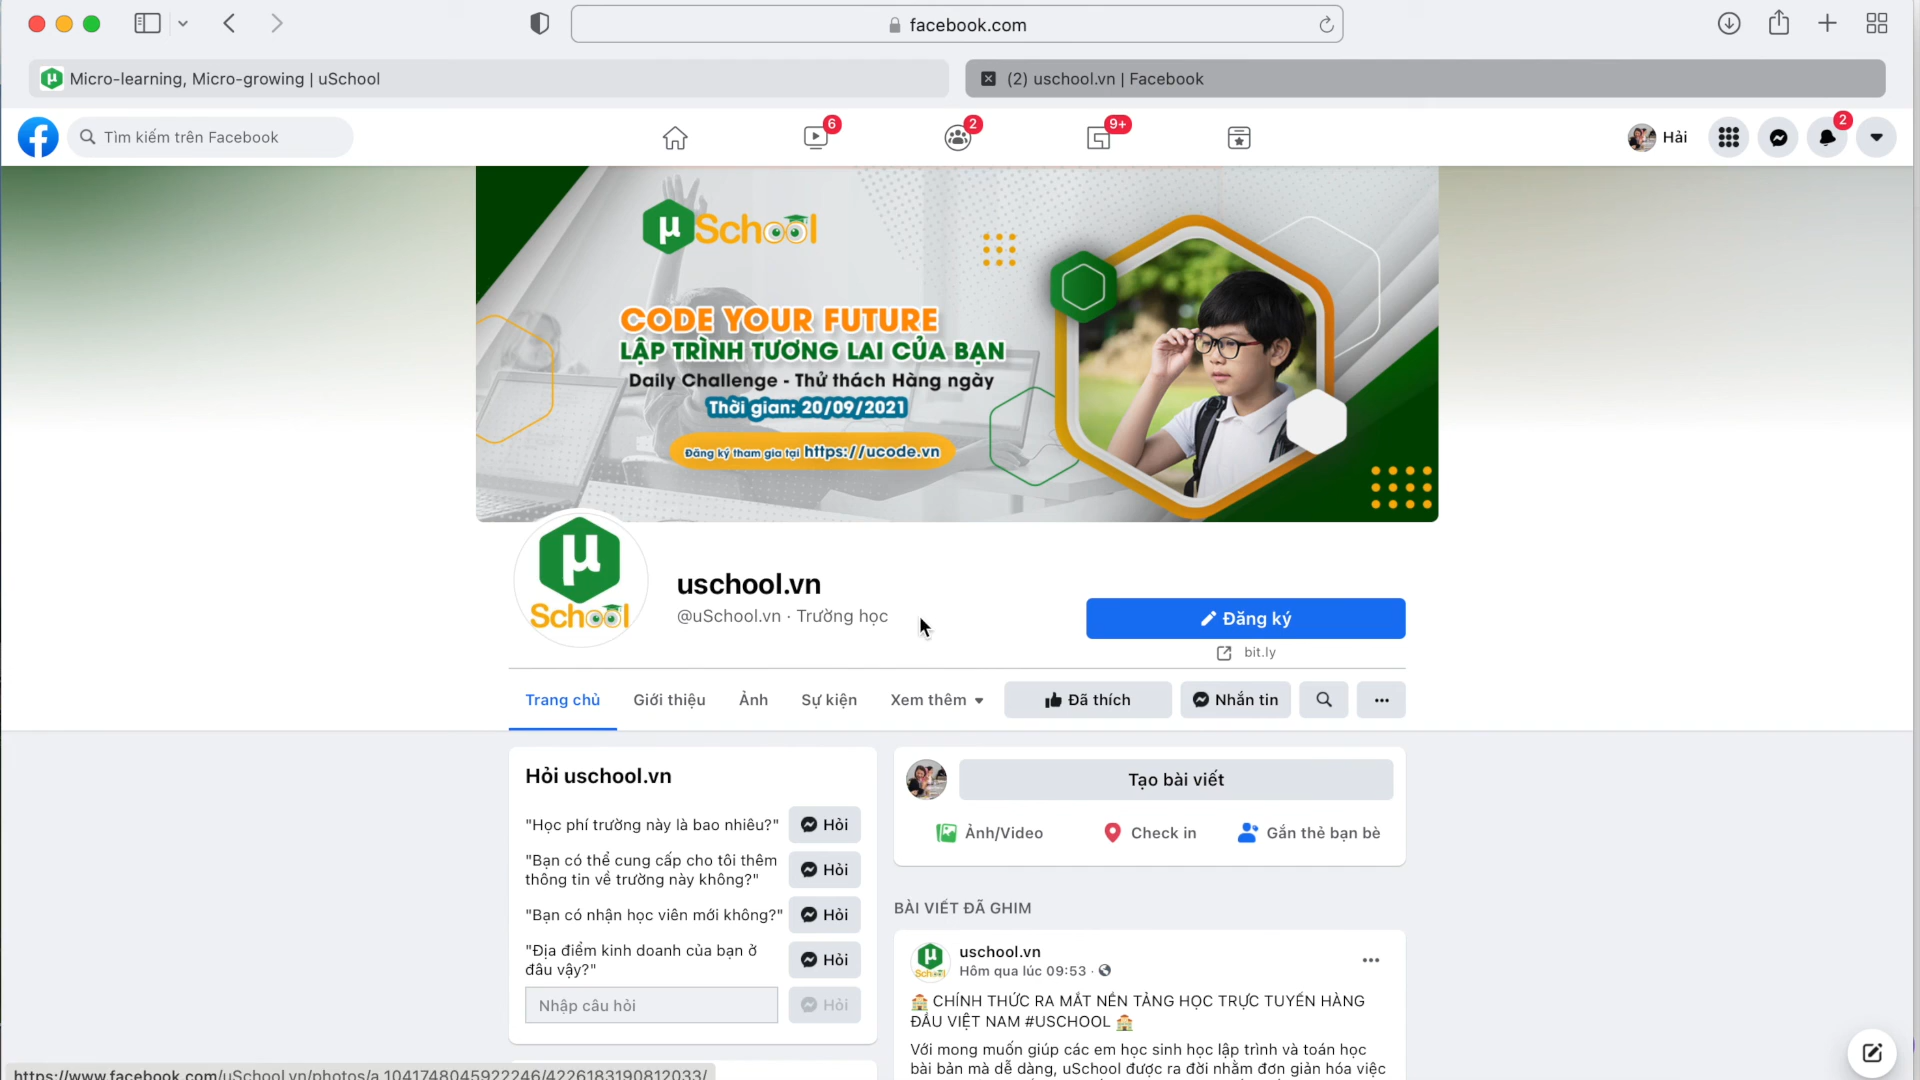 facebook.com
Micro-learning, Micro-growing | uSchool
(2) uschool.vn | Facebook
Tìm kiếm trên Facebook
6
2
9+
Hải
2
µSchool
CODE YOUR FUTURE
LẬP TRÌNH TƯƠNG LAI CỦA BẠN
Daily Challenge - Thử thách Hàng ngày
Thời gian: 20/09/2021
Đăng ký tham gia tại https://ucode.vn
µ
School
uschool.vn
@uSchool.vn · Trường học
Đăng ký
bit.ly
Trang chủ
Giới thiệu
Ảnh
Sự kiện
Xem thêm
Đã thích
Nhắn tin
Hỏi uschool.vn
"Học phí trường này là bao nhiêu?"
Hỏi
"Bạn có thể cung cấp cho tôi thêm
thông tin về trường này không?"
Hỏi
"Bạn có nhận học viên mới không?"
Hỏi
"Địa điểm kinh doanh của bạn ở
đâu vậy?"
Hỏi
Nhập câu hỏi
Hỏi
Tạo bài viết
Ảnh/Video
Check in
Gắn thẻ bạn bè
BÀI VIẾT ĐÃ GHIM
µ
School
uschool.vn
Hôm qua lúc 09:53 ·
CHÍNH THỨC RA MẮT NỀN TẢNG HỌC TRỰC TUYẾN HÀNG
ĐẦU VIỆT NAM #USCHOOL
Với mong muốn giúp các em học sinh học lập trình và toán học
bài bản mà dễ dàng, uSchool được ra đời nhằm đơn giản hóa việc
https://www.facebook.com/uSchool.vn/photos/a.1041748045922246/4226183190812033/